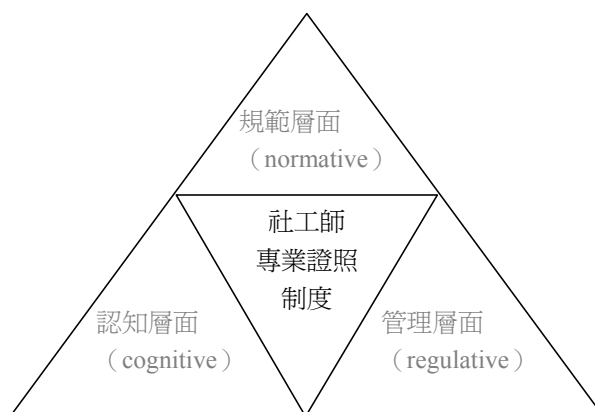 規範層面
（normative）
社工師
專業證照
制度
認知層面
（cognitive）
管理層面
（regulative）